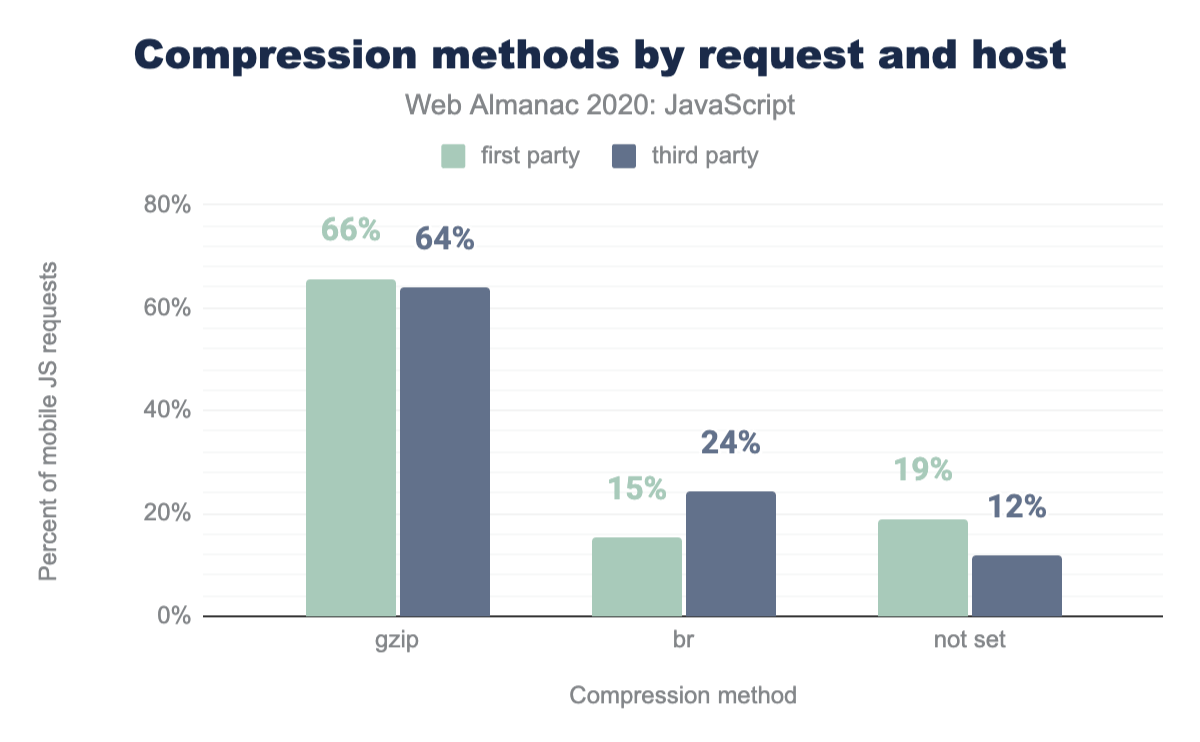 Compression methods by request and host
Web Almanac 2020: JavaScript
first party third party
Percent of mobile JS requests
80%
60%
40%
20%
0%
66% 64%
15% 24%
19% 12%
gzip br not set
Compression method